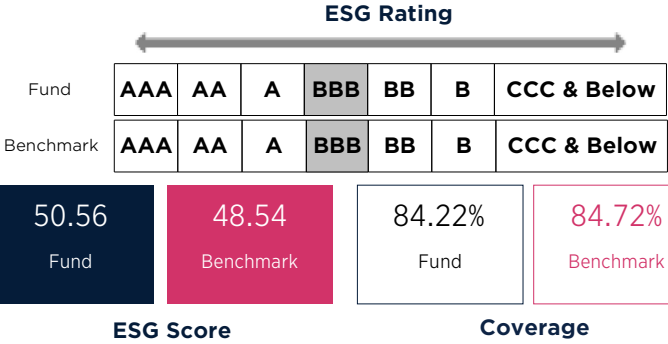 ESG Rating
Fund AAA AA A BBB BB B CCC & Below
Benchmark AAA AA A BBB BB B CCC & Below
50.56 48.54 84.22% 84.72%
Fund Benchmark Fund Benchmark
ESG Score Coverage